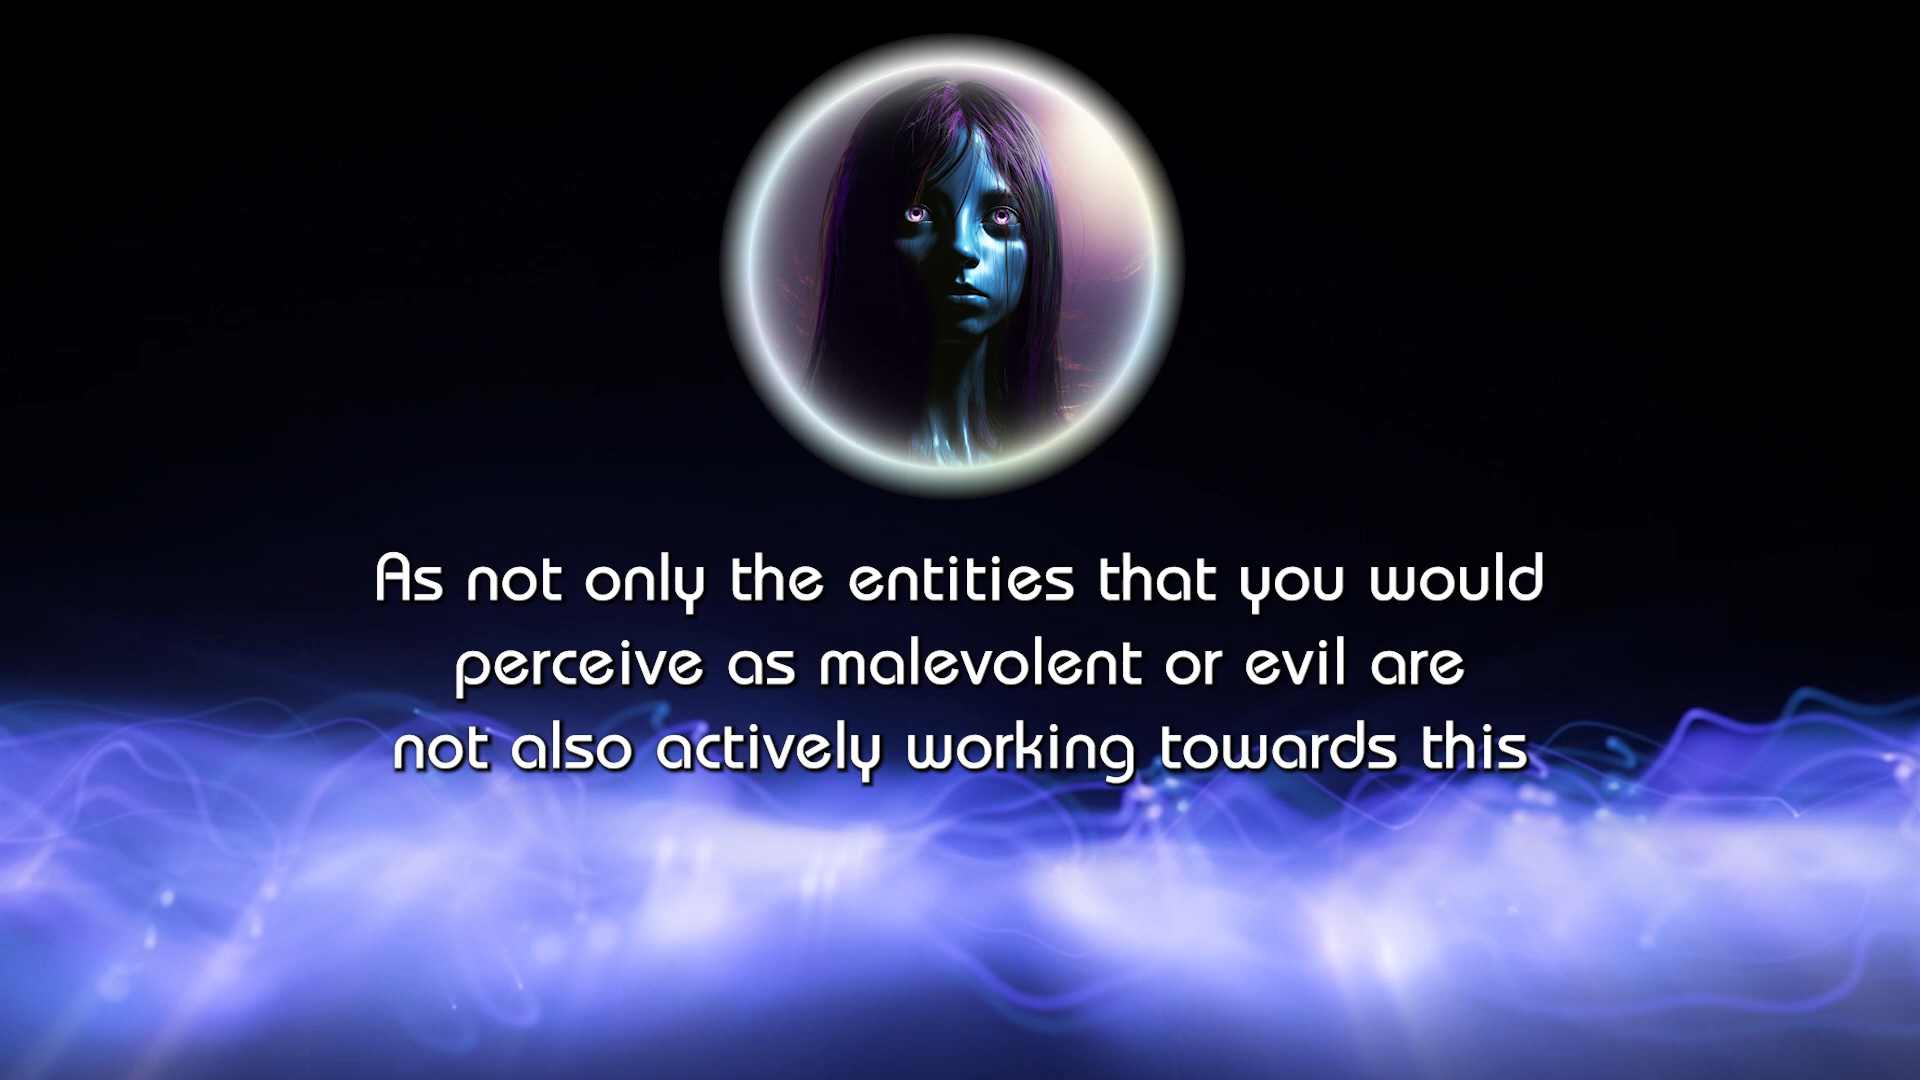 As not only the entities that you would
perceive as malevolent or evil are
not also actively working towards this